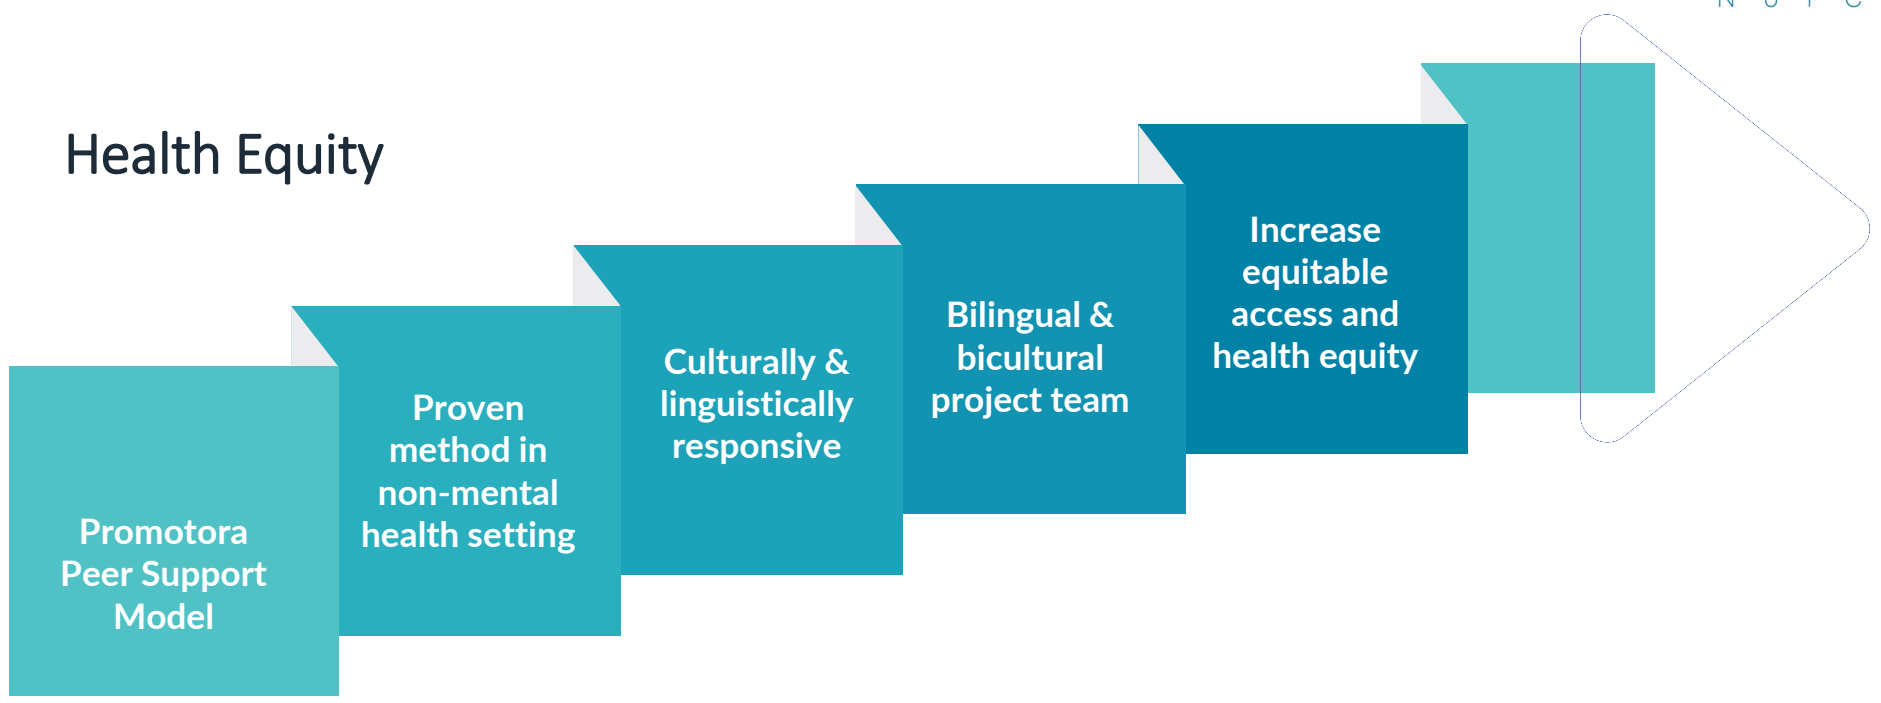 Health Equity
Promotora
Peer Support
Model
Proven
method in
non-mental
health setting
Culturally &
linguistically
responsive
Bilingual &
bicultural
project team
Increase
equitable
access and
health equity